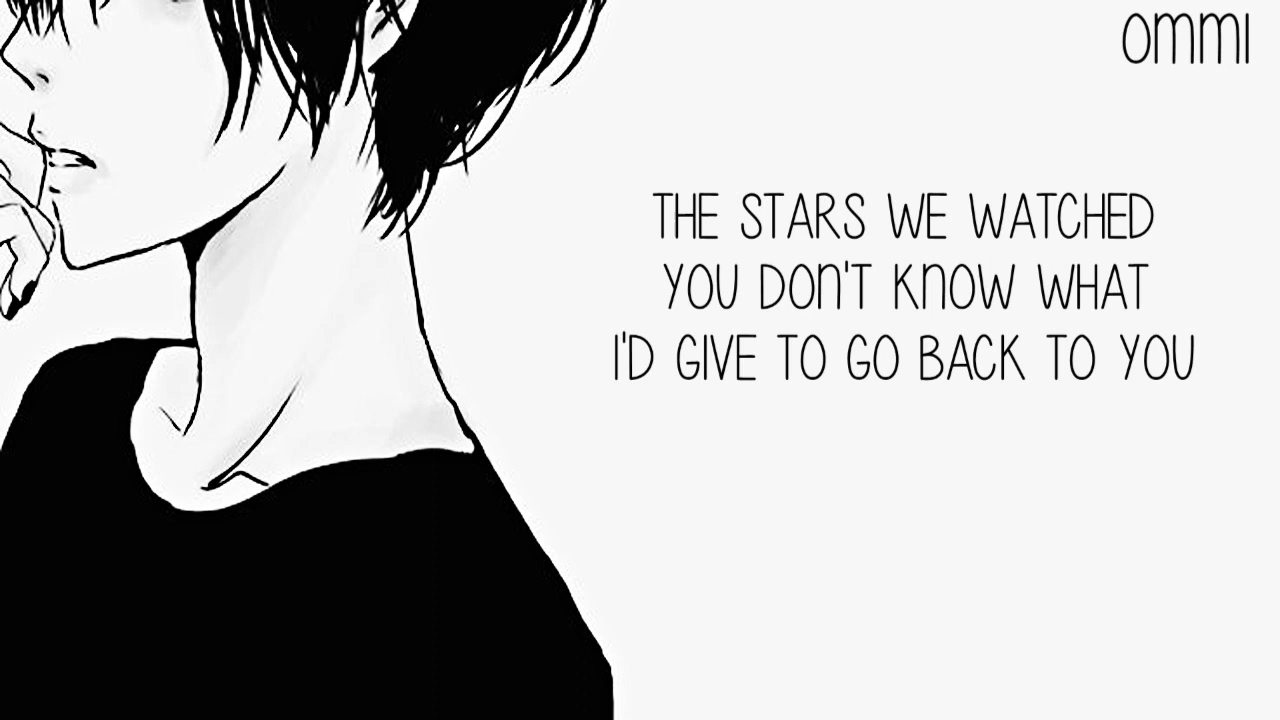 OMMI
THE STARS WE WATCHED
YOU DON'T KNOW WHAT
I'D GIVE TO GO BACK TO YOU